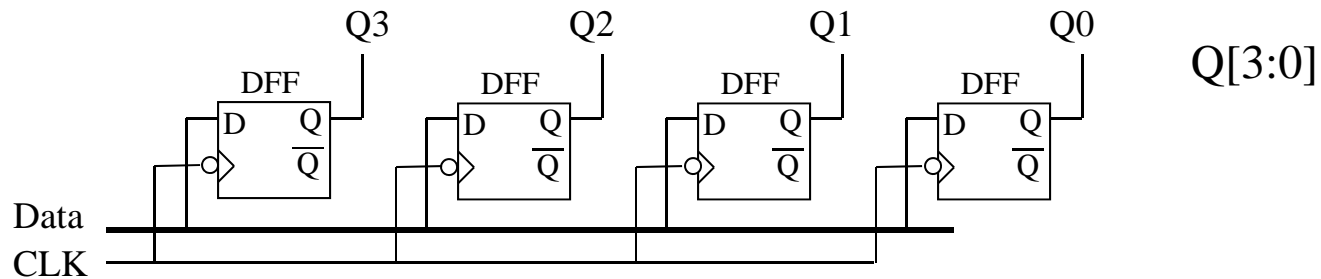 Q3 Q2 Q1 Q0
Q[3:0]
DFF DFF DFF DFF
D Q D Q D Q D Q
Q Q Q Q
Data
CLK